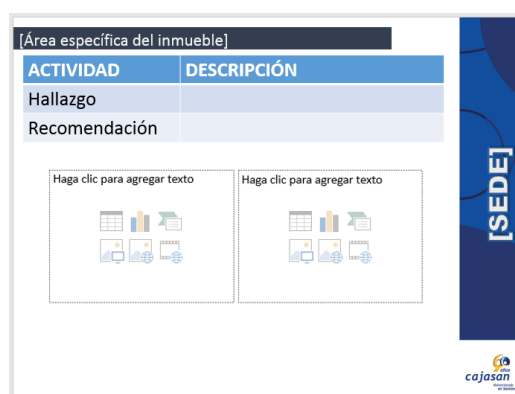 [Área específica del inmueble]
ACTIVIDAD DESCRIPCIÓN
Hallazgo
Recomendación
Haga clic para agregar texto
Haga clic para agregar texto
[SEDE]
años
cajasan